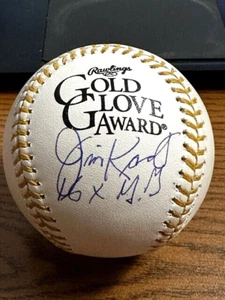 Rawlings
GOLD
GLOVE
AWARD®
Jim Kaat
16 x G.G